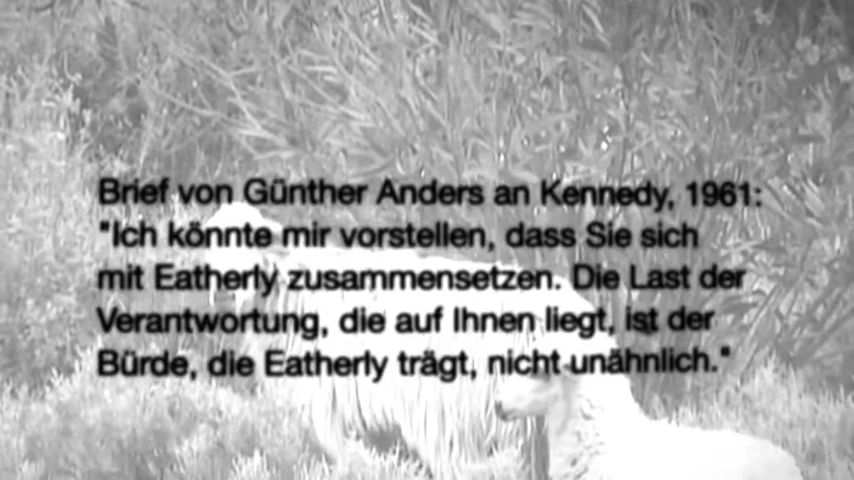 Brief von Günther Anders an Kennedy, 1961:
"Ich könnte mir vorstellen, dass Sie sich
mit Eatherly zusammensetzen. Die Last der
Verantwortung, die auf Ihnen liegt, ist der
Bürde, die Eatherly trägt, nicht unähnlich."